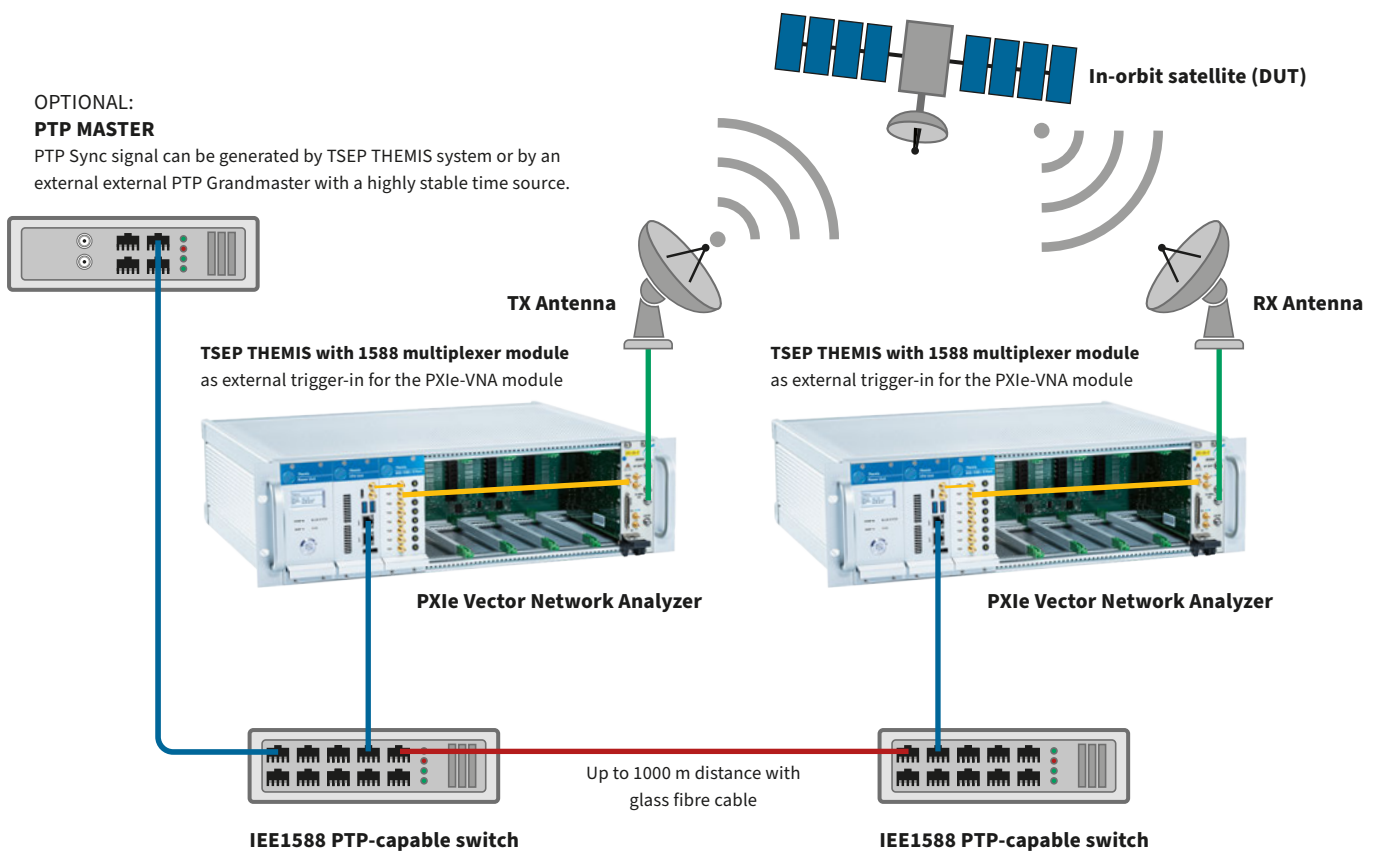 In-orbit satellite (DUT)
OPTIONAL:
PTP MASTER
PTP Sync signal can be generated by TSEP THEMIS system or by an
external external PTP Grandmaster with a highly stable time source.
TX Antenna
RX Antenna
TSEP THEMIS with 1588 multiplexer module
as external trigger-in for the PXIe-VNA module
TSEP THEMIS with 1588 multiplexer module
as external trigger-in for the PXIe-VNA module
PXIe Vector Network Analyzer
PXIe Vector Network Analyzer
Up to 1000 m distance with
glass fibre cable
IEE1588 PTP-capable switch
IEE1588 PTP-capable switch